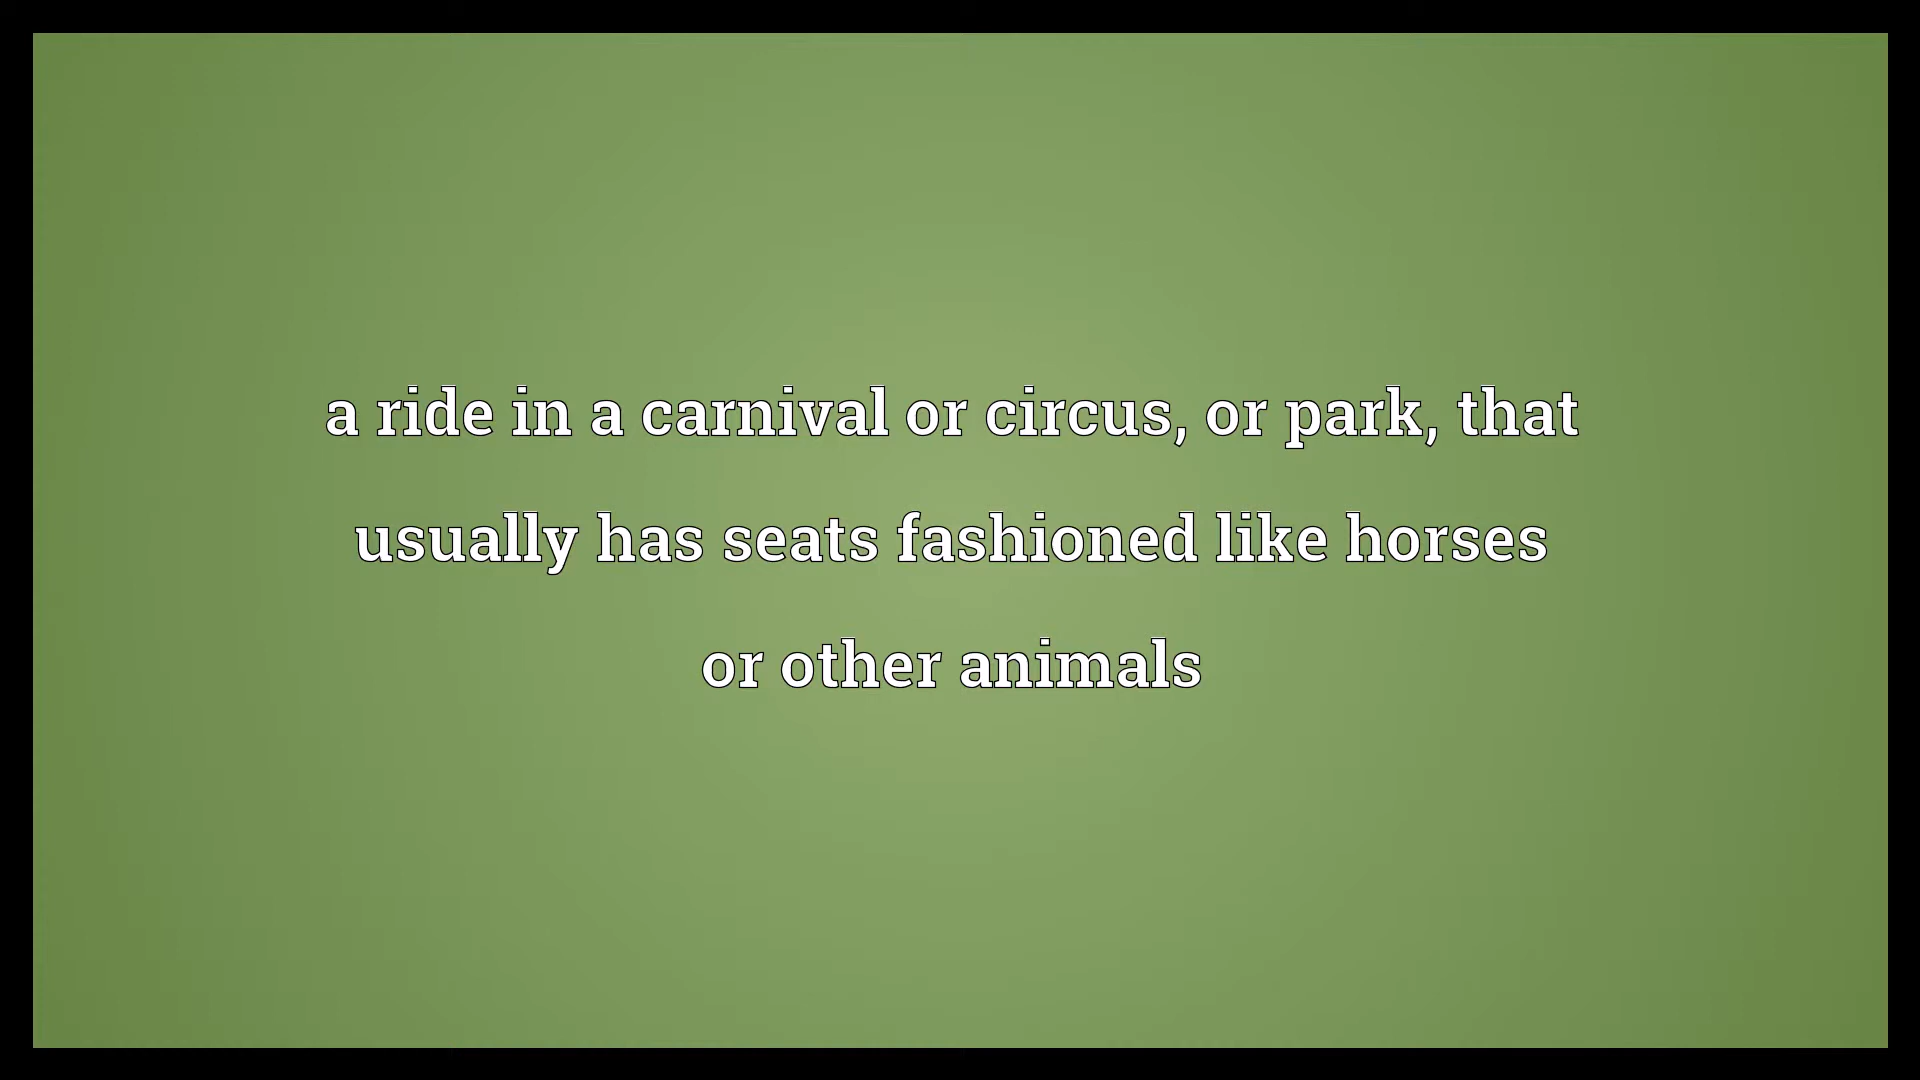 a ride in a carnival or circus, or park, that
usually has seats fashioned like horses
or other animals